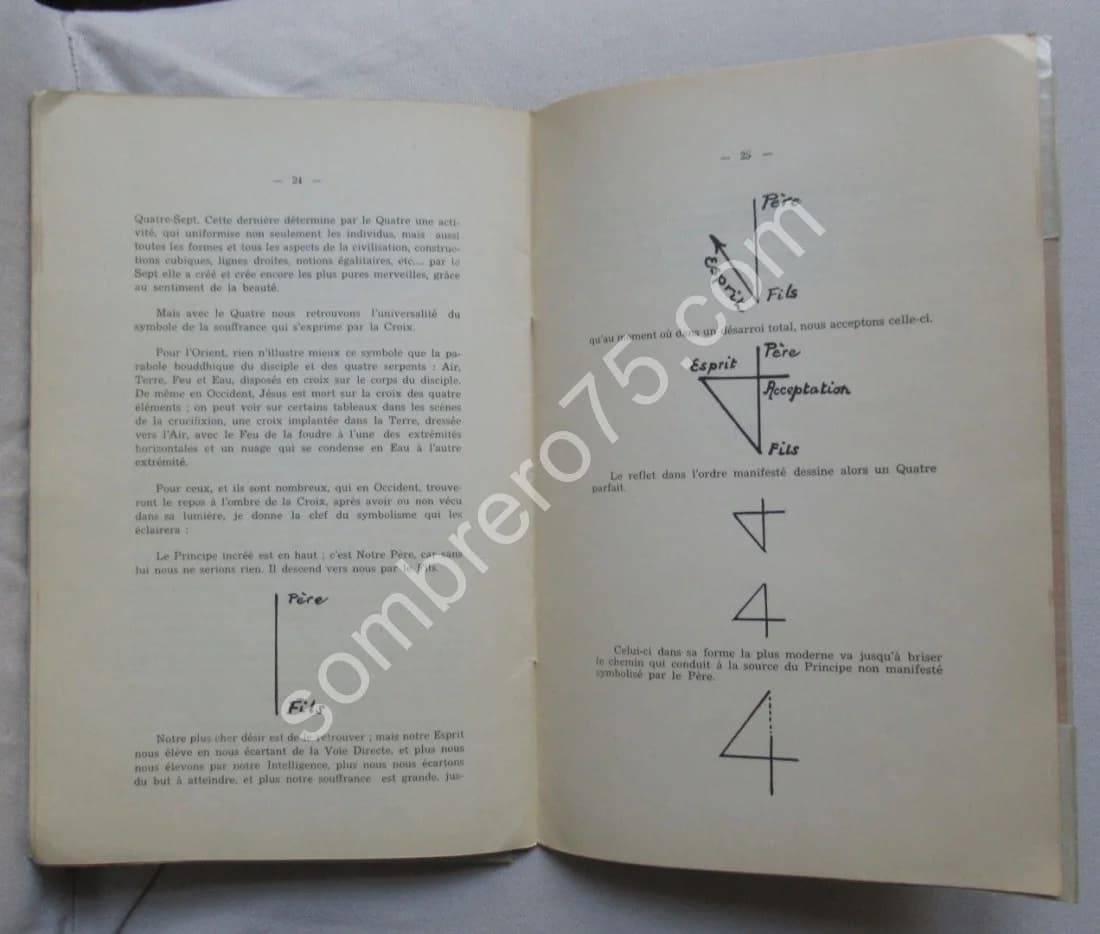 — 24 —
Quatre-Sept. Cette dernière détermine par le Quatre une acti-
vité, qui uniformise non seulement les individus, mais aussi
toutes les formes et tous les aspects de la civilisation, construc-
tions cubiques, lignes droites, notions égalitaires, etc.... par le
Sept elle a créé et crée encore les plus pures merveilles, grâce
au sentiment de la beauté.
Mais avec le Quatre nous retrouvons l'universalité du
symbole de la souffrance qui s'exprime par la Croix.
Pour l'Orient, rien n'illustre mieux ce symbole que la pa-
rabole bouddhique du disciple et des quatre serpents : Air,
Terre, Feu et Eau, disposés en croix sur le corps du disciple.
De même en Occident, Jésus est mort sur la croix des quatre
éléments ; on peut voir sur certains tableaux dans les scènes
de la crucifixion, une croix implantée dans la Terre, dressée
vers l'Air, avec le Feu de la foudre à l'une des extrémités
horizontales et un nuage qui se condense en Eau à l'autre
extrémité.
Pour ceux, et ils sont nombreux, qui en Occident, trouve-
ront le repos à l'ombre de la Croix, après avoir ou non vécu
dans sa lumière, je donne la clef du symbolisme qui les
éclairera :
Le Principe incréé est en haut ; c'est Notre Père, car sans
lui nous ne serions rien. Il descend vers nous par le Fils.
Père
Fils
Notre plus cher désir est de le retrouver ; mais notre Esprit
nous élève en nous écartant de la Voie Directe, et plus nous
nous élevons par notre Intelligence, plus nous nous écartons
du but à atteindre, et plus notre souffrance est grande, jus-
— 25 —
Père
Esprit
Fils
qu'au moment où dans un désarroi total, nous acceptons celle-ci.
Père
Esprit
Acceptation
Fils
Le reflet dans l'ordre manifesté dessine alors un Quatre
parfait.
4
Celui-ci dans sa forme la plus moderne va jusqu'à briser
le chemin qui conduit à la source du Principe non manifesté
symbolisé par le Père.
4
sombrero75.com